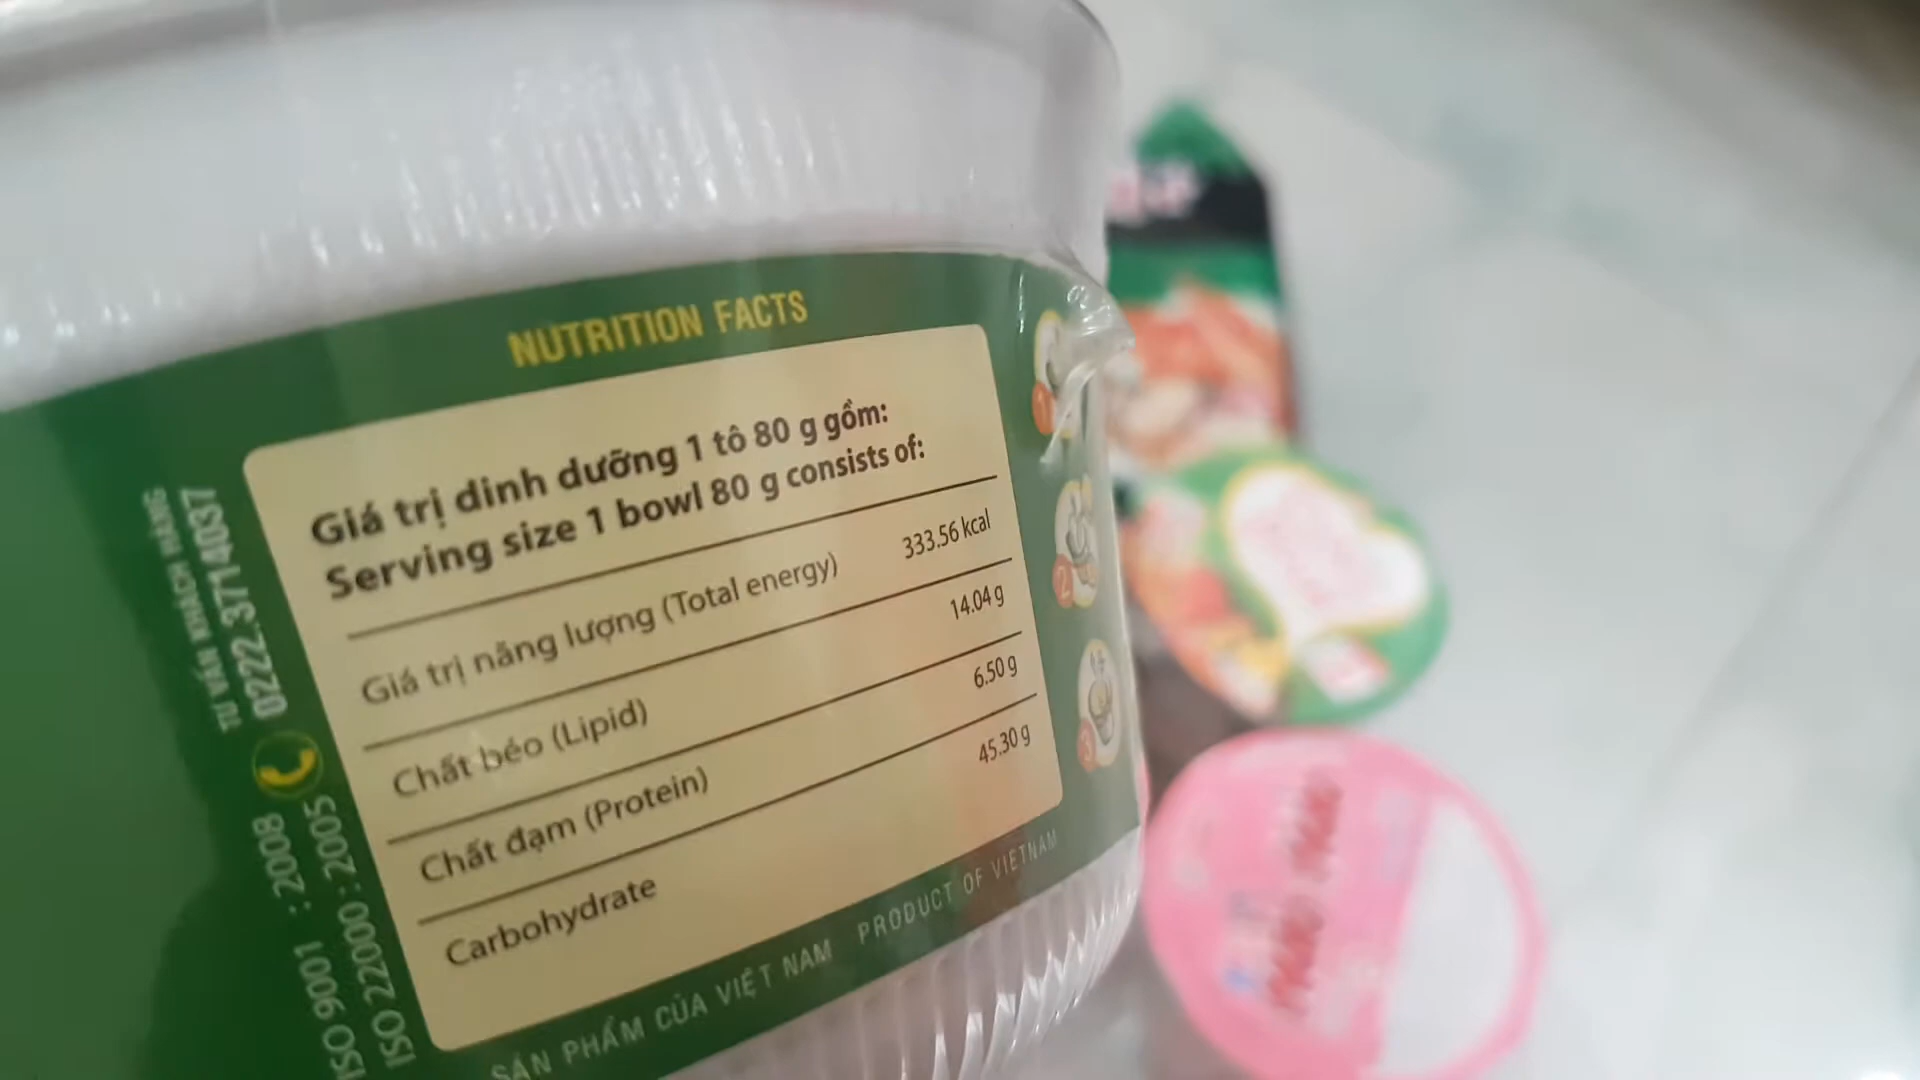 NUTRITION FACTS
Giá trị dinh dưỡng 1 tô 80 g gồm:
Serving size 1 bowl 80 g consists of:
Giá trị năng lượng (Total energy) 333.56 kcal
Chất béo (Lipid) 14.04 g
Chất đạm (Protein) 6.50 g
Carbohydrate 45.30 g
SẢN PHẨM CỦA VIỆT NAM PRODUCT OF VIETNAM
TƯ VẤN KHÁCH HÀNG
0222 3714037
ISO 9001 : 2008
ISO 22000 : 2005
1
2
3